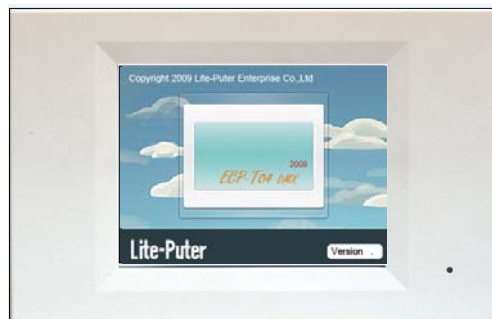 Copyright 2009 Lite-Puter Enterprise Co.,Ltd
2009
ECP-T04 DMX
Lite-Puter
Version .